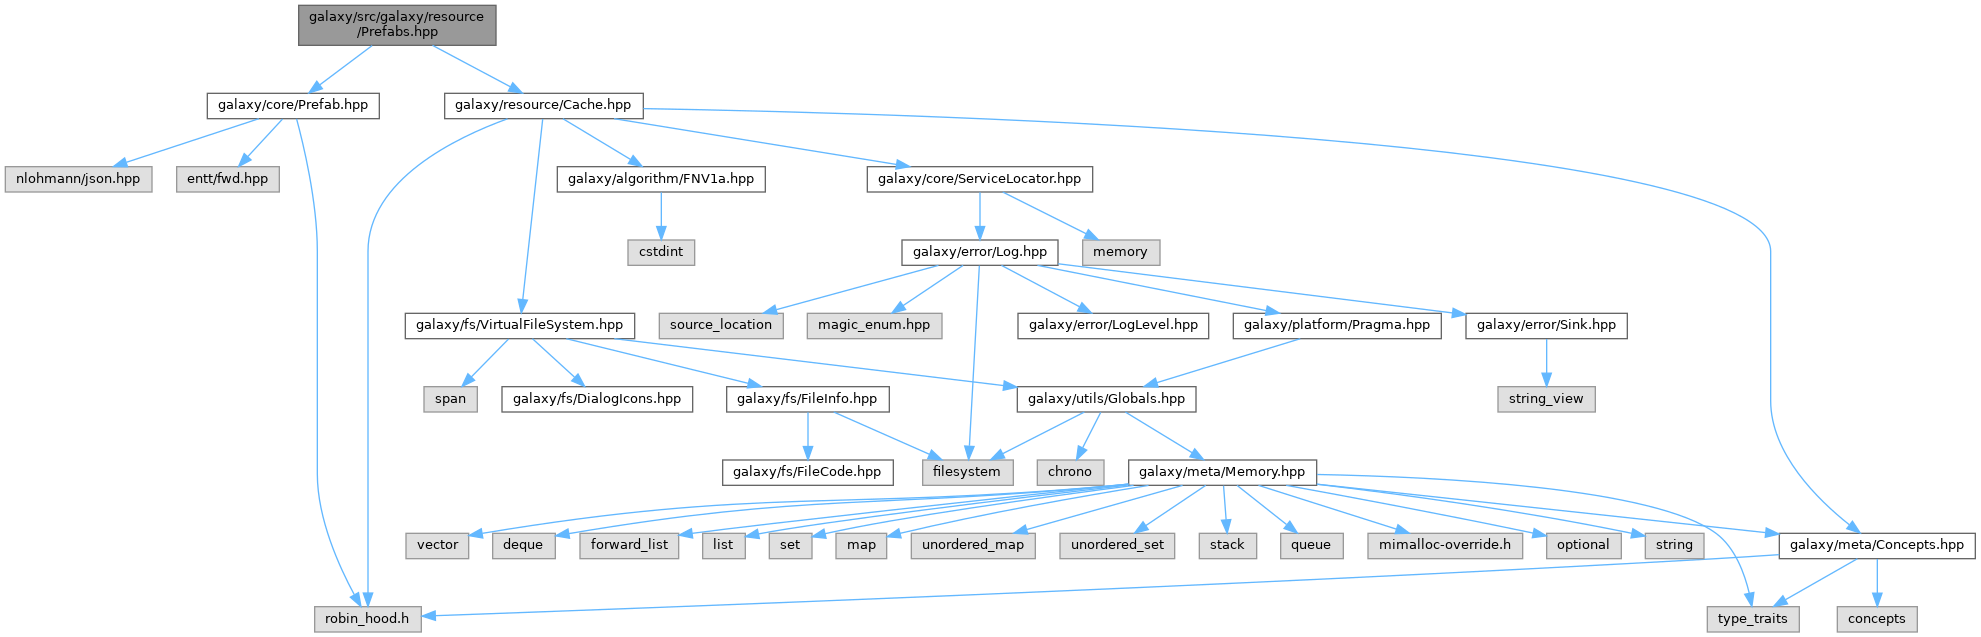 galaxy/src/galaxy/resource
/Prefabs.hpp
galaxy/core/Prefab.hpp
galaxy/resource/Cache.hpp
nlohmann/json.hpp
entt/fwd.hpp
galaxy/algorithm/FNV1a.hpp
galaxy/core/ServiceLocator.hpp
cstdint
galaxy/error/Log.hpp
memory
galaxy/fs/VirtualFileSystem.hpp
source_location
magic_enum.hpp
galaxy/error/LogLevel.hpp
galaxy/platform/Pragma.hpp
galaxy/error/Sink.hpp
span
galaxy/fs/DialogIcons.hpp
galaxy/fs/FileInfo.hpp
galaxy/utils/Globals.hpp
string_view
galaxy/fs/FileCode.hpp
filesystem
chrono
galaxy/meta/Memory.hpp
vector
deque
forward_list
list
set
map
unordered_map
unordered_set
stack
queue
mimalloc-override.h
optional
string
galaxy/meta/Concepts.hpp
robin_hood.h
type_traits
concepts